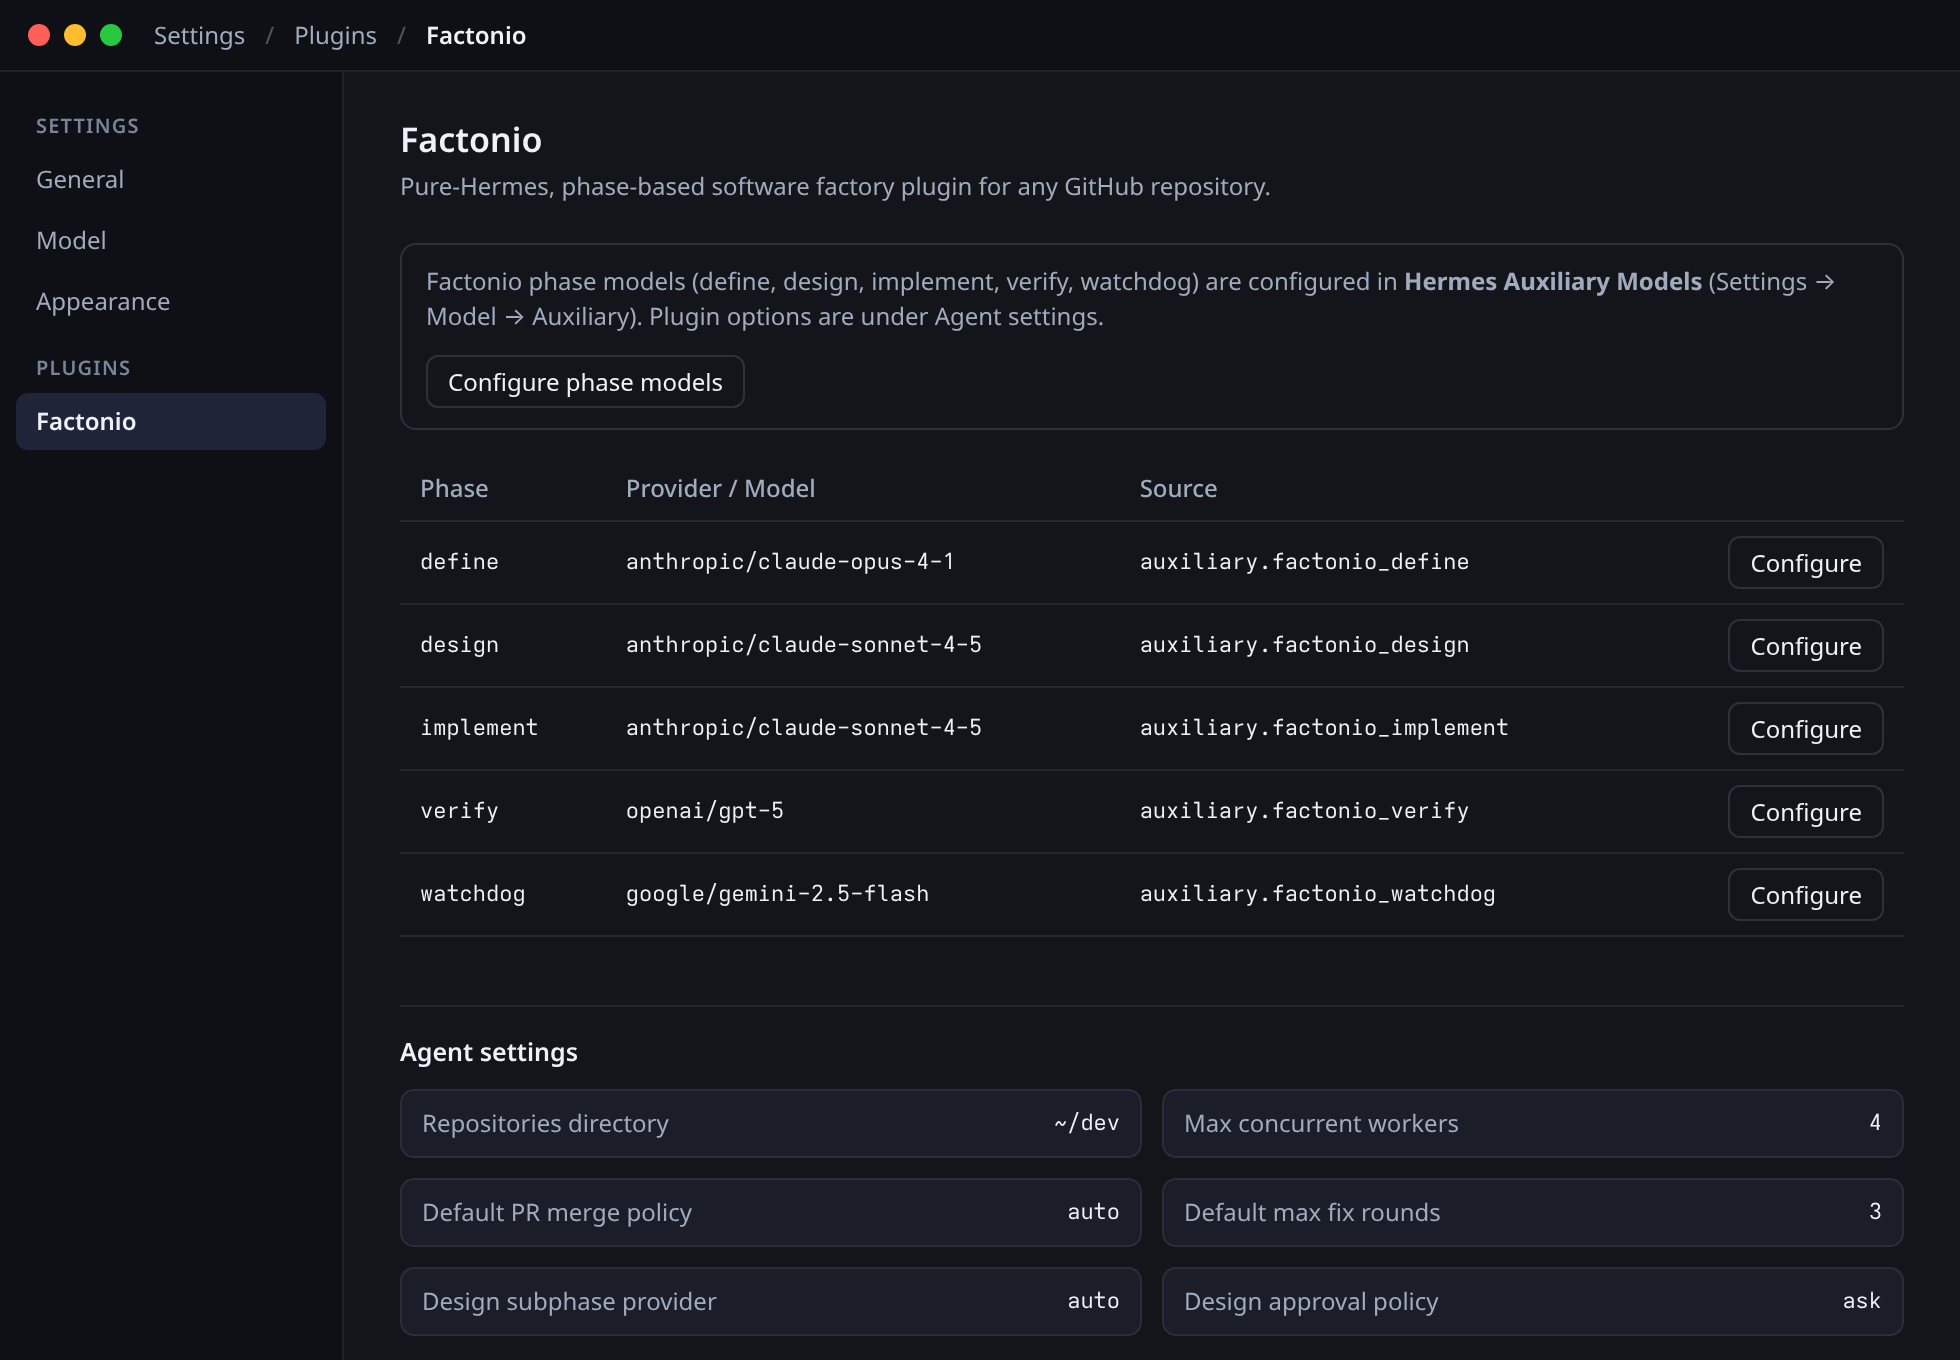 Settings / Plugins / Factonio
SETTINGS
General
Model
Appearance
PLUGINS
Factonio
Factonio
Pure-Hermes, phase-based software factory plugin for any GitHub repository.
Factonio phase models (define, design, implement, verify, watchdog) are configured in Hermes Auxiliary Models (Settings →
Model → Auxiliary). Plugin options are under Agent settings.
Configure phase models
Phase Provider / Model Source
define anthropic/claude-opus-4-1 auxiliary.factonio_define Configure
design anthropic/claude-sonnet-4-5 auxiliary.factonio_design Configure
implement anthropic/claude-sonnet-4-5 auxiliary.factonio_implement Configure
verify openai/gpt-5 auxiliary.factonio_verify Configure
watchdog google/gemini-2.5-flash auxiliary.factonio_watchdog Configure
Agent settings
Repositories directory ~/dev
Max concurrent workers 4
Default PR merge policy auto
Default max fix rounds 3
Design subphase provider auto
Design approval policy ask